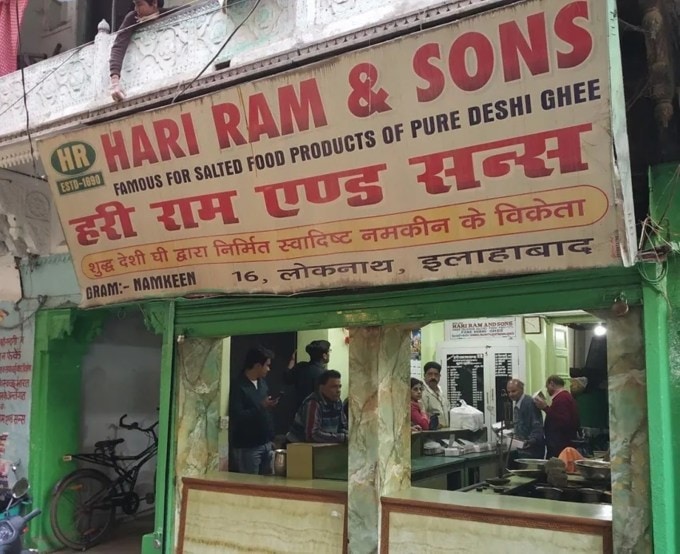 HR
ESTD-1890
HARI RAM & SONS
FAMOUS FOR SALTED FOOD PRODUCTS OF PURE DESHI GHEE
हरी राम एण्ड सन्स
शुद्ध देशी घी द्वारा निर्मित स्वादिष्ट नमकीन के विक्रेता
GRAM:- NAMKEEN
16, लोकनाथ, इलाहाबाद
HARI RAM AND SONS